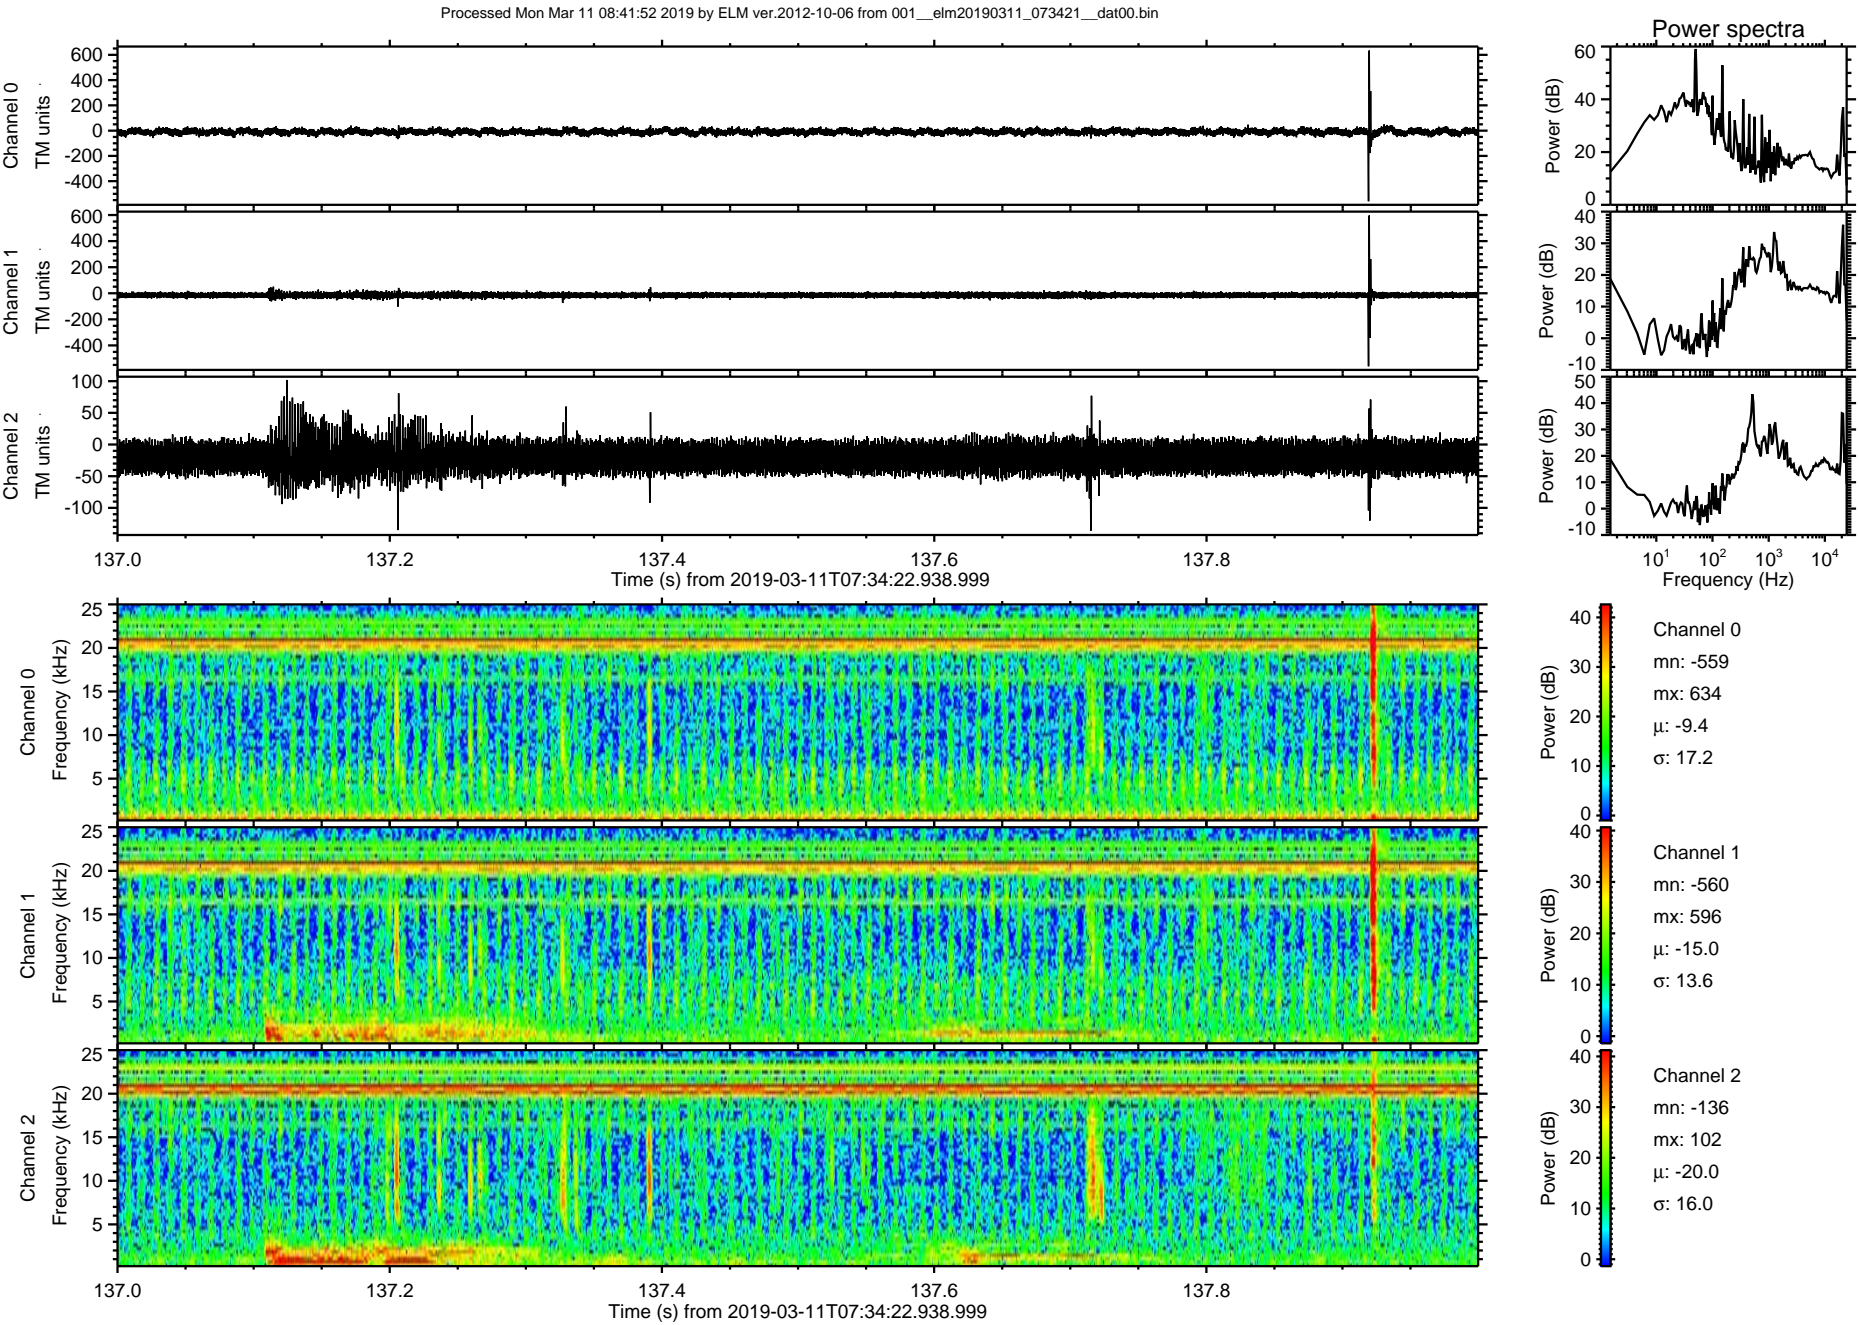 Processed Mon Mar 11 08:41:52 2019 by ELM ver.2012-10-06 from 001__elm20190311_073421__dat00.bin
Power spectra
Channel 0
TM units
600
400
200
0
-200
-400
Power (dB)
60
40
20
0
Channel 1
TM units
600
400
200
0
-200
-400
Power (dB)
40
30
20
10
0
-10
Channel 2
TM units
100
50
0
-50
-100
Power (dB)
50
40
30
20
10
0
-10
137.0 137.2 137.4 137.6 137.8
Time (s) from 2019-03-11T07:34:22.938.999
10¹ 10² 10³ 10⁴
Frequency (Hz)
Channel 0
Frequency (kHz)
25
20
15
10
5
Power (dB)
40
30
20
10
0
Channel 0
mn: -559
mx: 634
μ: -9.4
σ: 17.2
Channel 1
Frequency (kHz)
25
20
15
10
5
Power (dB)
40
30
20
10
0
Channel 1
mn: -560
mx: 596
μ: -15.0
σ: 13.6
Channel 2
Frequency (kHz)
25
20
15
10
5
Power (dB)
40
30
20
10
0
Channel 2
mn: -136
mx: 102
μ: -20.0
σ: 16.0
137.0 137.2 137.4 137.6 137.8
Time (s) from 2019-03-11T07:34:22.938.999